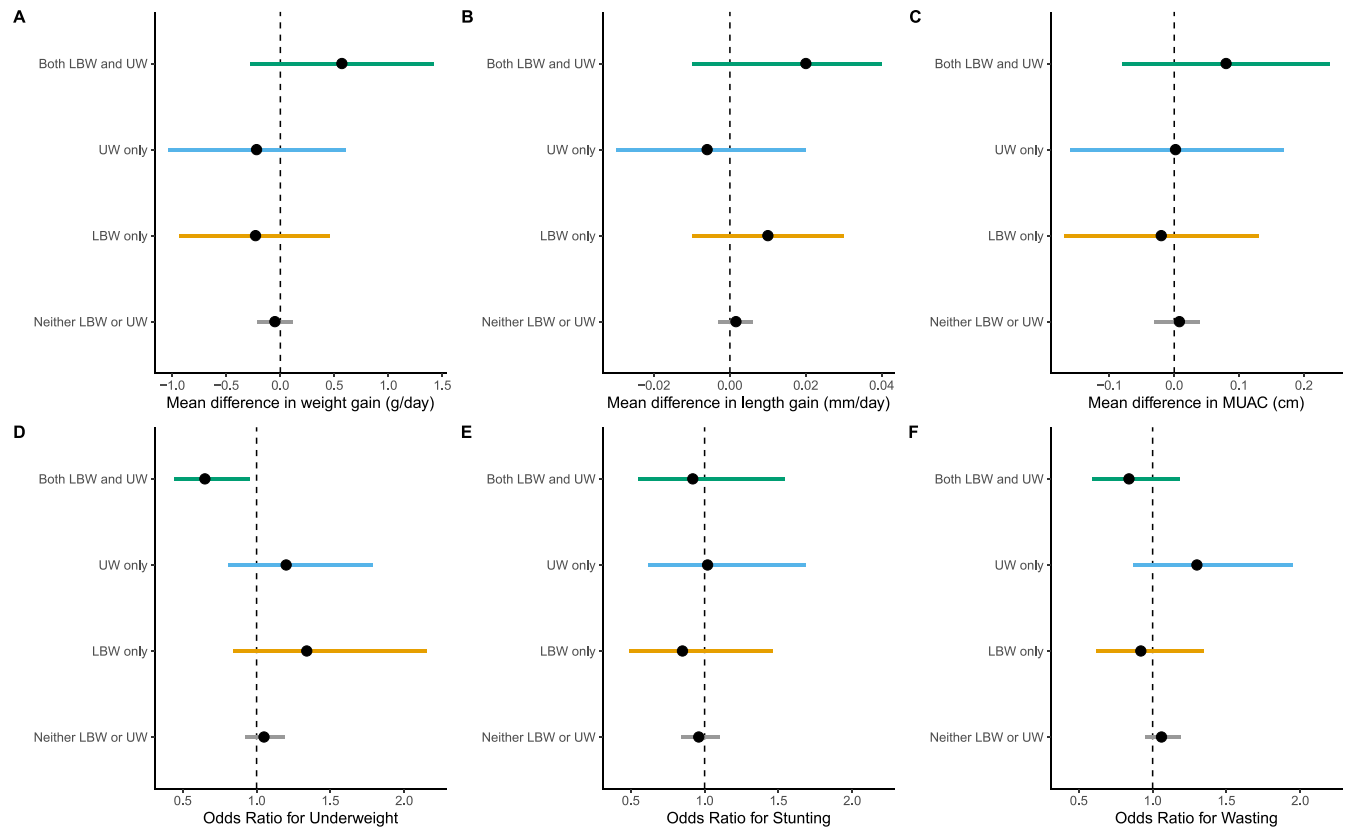 A
Both LBW and UW
UW only
LBW only
Neither LBW or UW
−1.0 −0.5 0.0 0.5 1.0 1.5
Mean difference in weight gain (g/day)
B
Both LBW and UW
UW only
LBW only
Neither LBW or UW
−0.02 0.00 0.02 0.04
Mean difference in length gain (mm/day)
C
Both LBW and UW
UW only
LBW only
Neither LBW or UW
−0.1 0.0 0.1 0.2
Mean difference in MUAC (cm)
D
Both LBW and UW
UW only
LBW only
Neither LBW or UW
0.5 1.0 1.5 2.0
Odds Ratio for Underweight
E
Both LBW and UW
UW only
LBW only
Neither LBW or UW
0.5 1.0 1.5 2.0
Odds Ratio for Stunting
F
Both LBW and UW
UW only
LBW only
Neither LBW or UW
0.5 1.0 1.5 2.0
Odds Ratio for Wasting